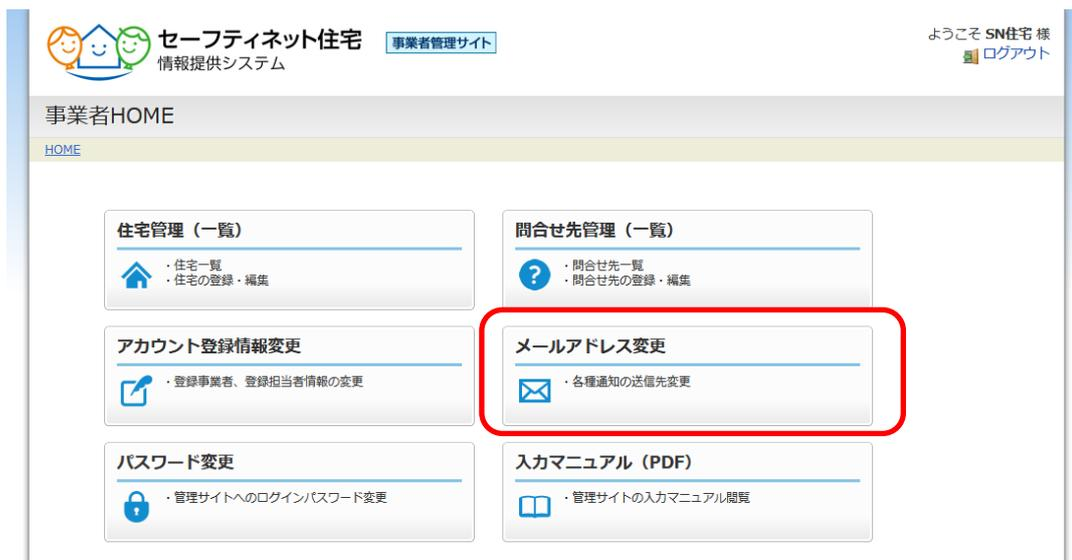 セーフティネット住宅 事業者管理サイト
情報提供システム
ようこそ SN住宅 様
ログアウト
事業者HOME
HOME
住宅管理（一覧）
・住宅一覧
・住宅の登録・編集
問合せ先管理（一覧）
・問合せ先一覧
・問合せ先の登録・編集
アカウント登録情報変更
・登録事業者、登録担当者情報の変更
メールアドレス変更
・各種通知の送信先変更
パスワード変更
・管理サイトへのログインパスワード変更
入力マニュアル（PDF）
・管理サイトの入力マニュアル閲覧